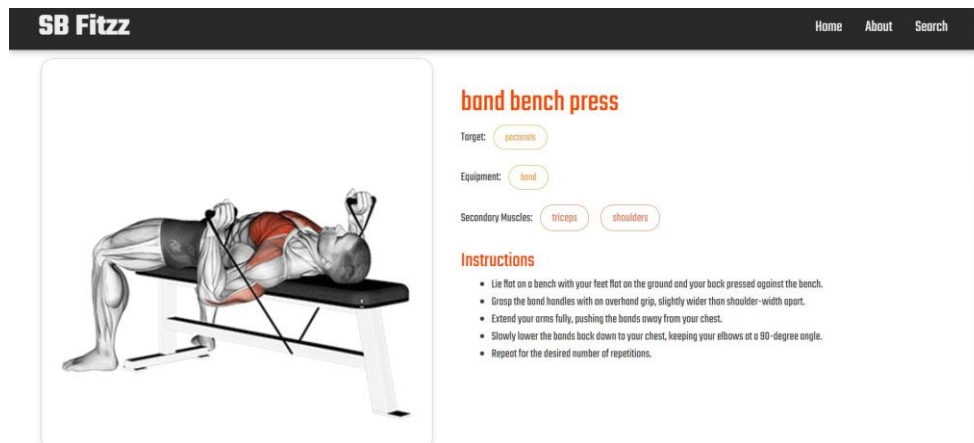 SB Fitzz
Home About Search
band bench press
Target: pectorals
Equipment: band
Secondary Muscles: triceps shoulders
Instructions
• Lie flat on a bench with your feet flat on the ground and your back pressed against the bench.
• Grasp the band handles with an overhand grip, slightly wider than shoulder-width apart.
• Extend your arms fully, pushing the bands away from your chest.
• Slowly lower the bands back down to your chest, keeping your elbows at a 90-degree angle.
• Repeat for the desired number of repetitions.